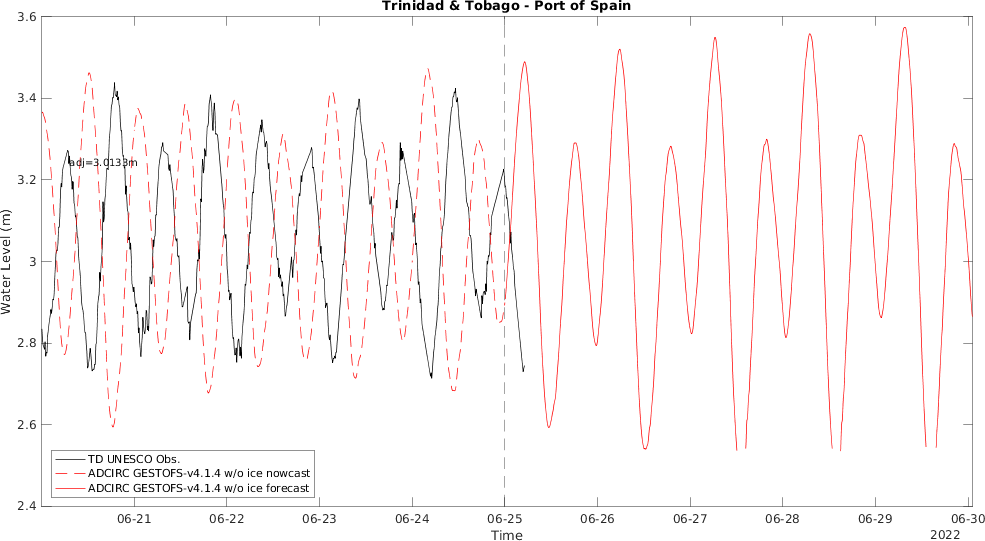 Trinidad & Tobago - Port of Spain
3.6
3.4
3.2
3
2.8
2.6
2.4
Water Level (m)
adj=3.0133m
TD UNESCO Obs.
ADCIRC GESTOFS-v4.1.4 w/o ice nowcast
ADCIRC GESTOFS-v4.1.4 w/o ice forecast
06-21 06-22 06-23 06-24 06-25 06-26 06-27 06-28 06-29 06-30
Time
2022